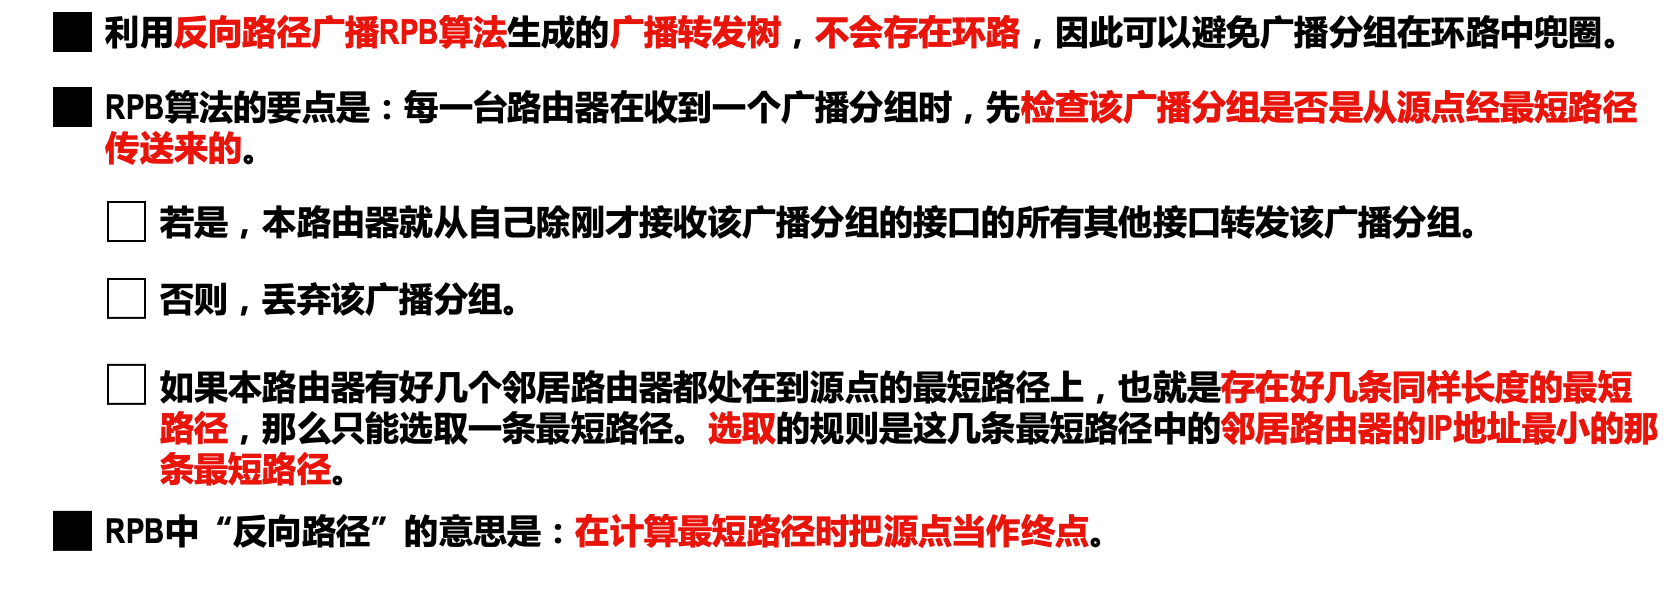 利用反向路径广播RPB算法生成的广播转发树，不会存在环路，因此可以避免广播分组在环路中兜圈。
RPB算法的要点是：每一台路由器在收到一个广播分组时，先检查该广播分组是否是从源点经最短路径
传送来的。
若是，本路由器就从自己除刚才接收该广播分组的接口的所有其他接口转发该广播分组。
否则，丢弃该广播分组。
如果本路由器有好几个邻居路由器都处在到源点的最短路径上，也就是存在好几条同样长度的最短
路径，那么只能选取一条最短路径。选取的规则是这几条最短路径中的邻居路由器的IP地址最小的那
条最短路径。
RPB中“反向路径”的意思是：在计算最短路径时把源点当作终点。